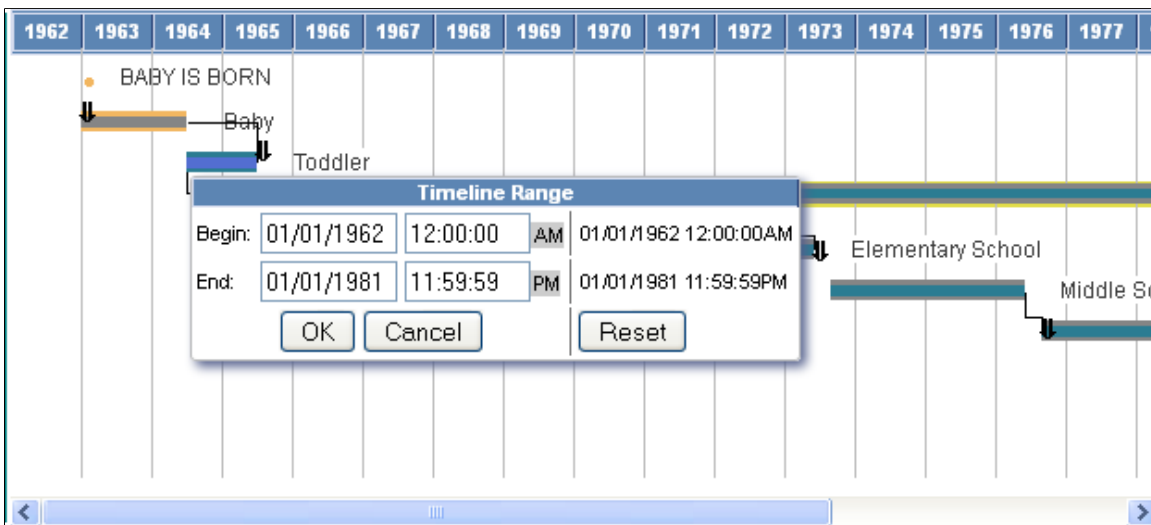 1962 1963 1964 1965 1966 1967 1968 1969 1970 1971 1972 1973 1974 1975 1976 1977
BABY IS BORN
Baby
Toddler
Timeline Range
Begin: 01/01/1962 12:00:00 AM 01/01/1962 12:00:00AM
Elementary School
End: 01/01/1981 11:59:59 PM 01/01/1981 11:59:59PM
Middle Sc
OK Cancel Reset